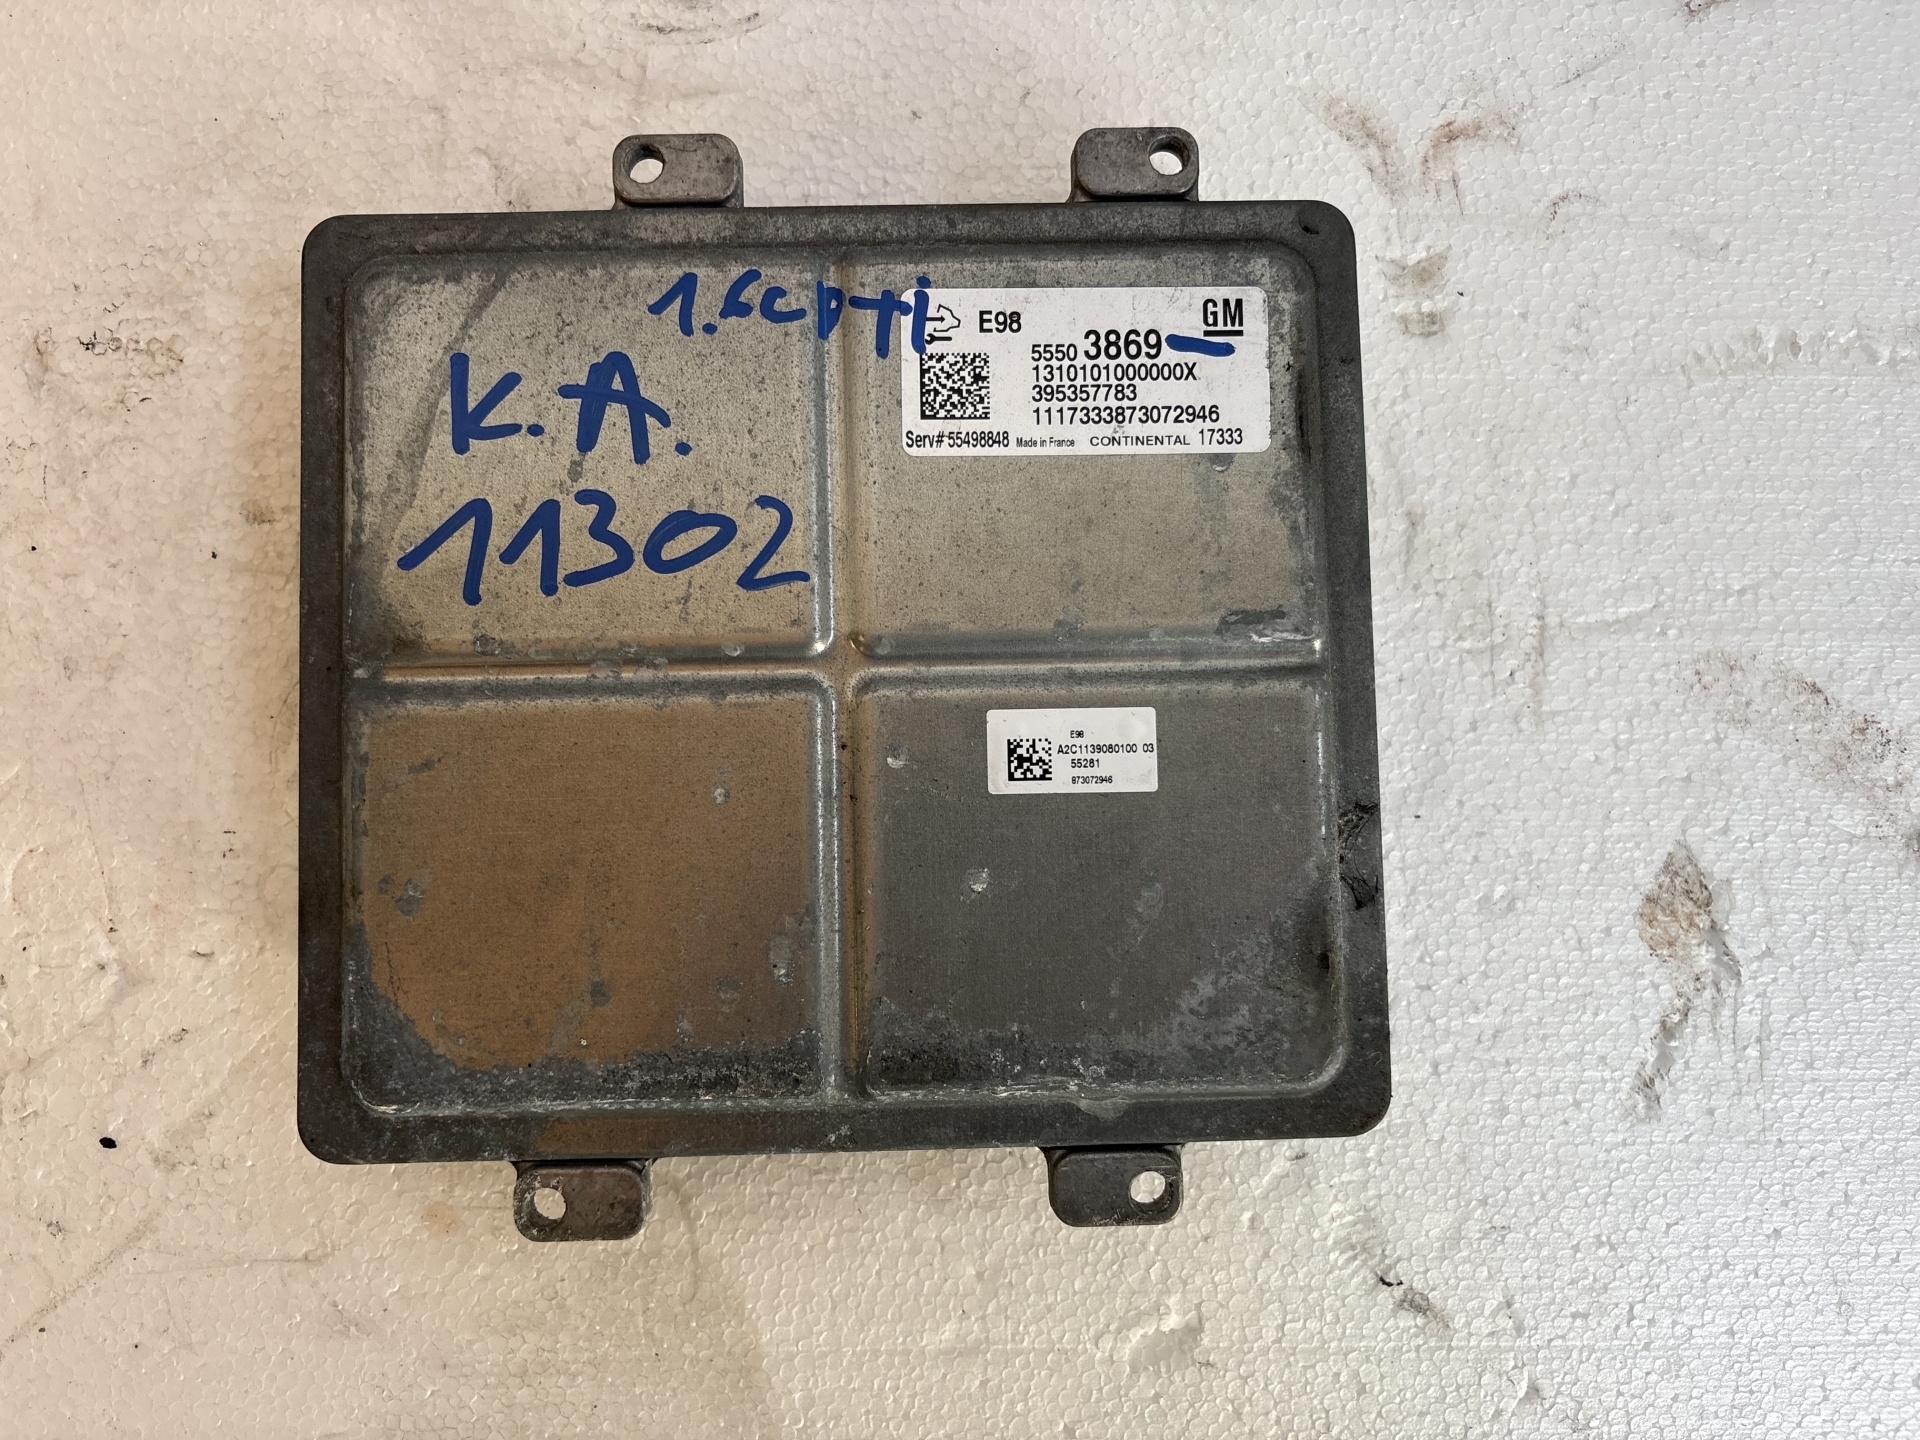 1.6CDTI
K.A.
11302
E98
GM
5550 3869
1310101000000X
395357783
1117333873072946
Serv# 55498848 Made in France CONTINENTAL 17333
E98
A2C1139080100 03
55281
873072946